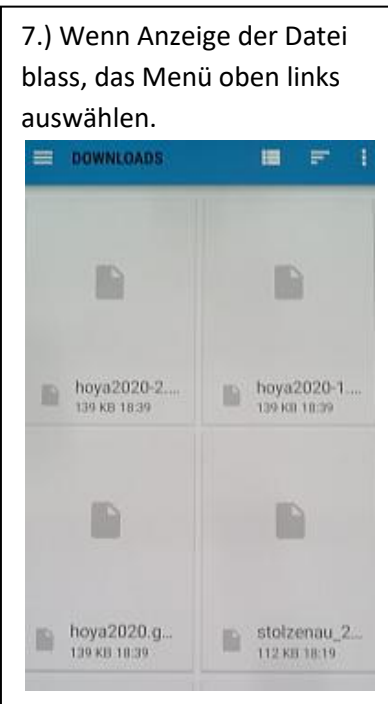 7.) Wenn Anzeige der Datei
blass, das Menü oben links
auswählen.
DOWNLOADS
hoya2020-2....
139 KB 18:39
hoya2020-1....
139 KB 18:39
hoya2020.g...
139 KB 18:39
stolzenau_2...
112 KB 18:19